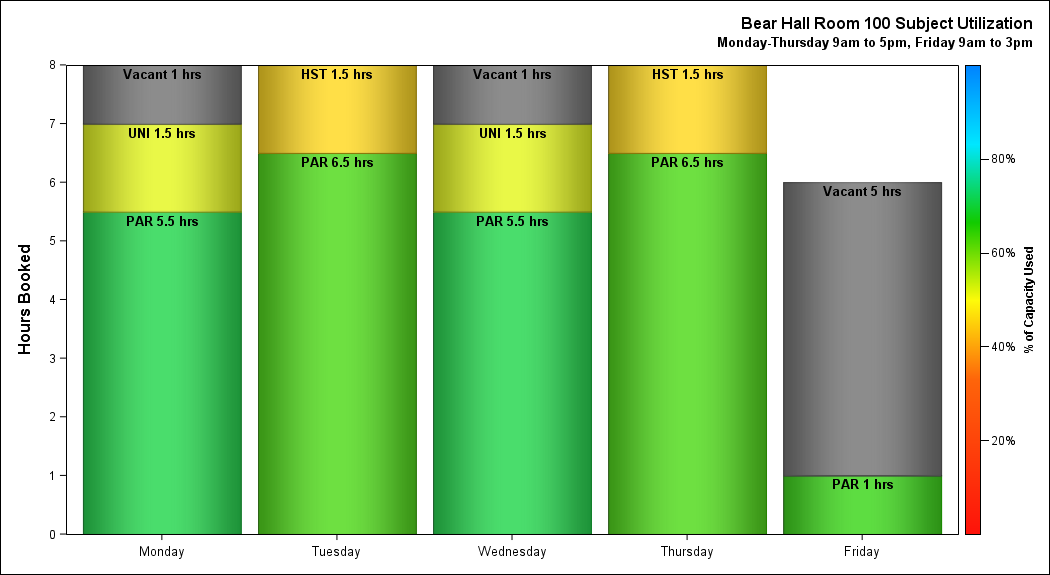 Bear Hall Room 100 Subject Utilization
Monday-Thursday 9am to 5pm, Friday 9am to 3pm
Hours Booked
8
7
6
5
4
3
2
1
0
Vacant 1 hrs
UNI 1.5 hrs
PAR 5.5 hrs
HST 1.5 hrs
PAR 6.5 hrs
Vacant 1 hrs
UNI 1.5 hrs
PAR 5.5 hrs
HST 1.5 hrs
PAR 6.5 hrs
Vacant 5 hrs
PAR 1 hrs
Monday
Tuesday
Wednesday
Thursday
Friday
80%
60%
40%
20%
% of Capacity Used